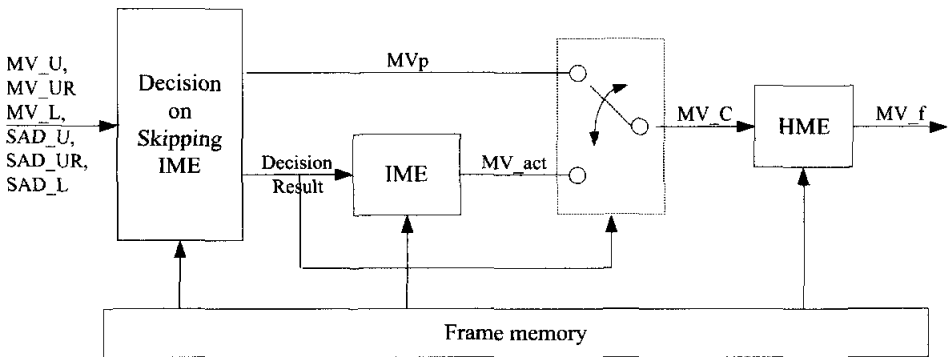 MV_U,
MV_UR
MV_L,
SAD_U,
SAD_UR,
SAD_L
Decision
on
Skipping
IME
MVp
Decision
Result
IME
MV_act
MV_C
HME
MV_f
Frame memory